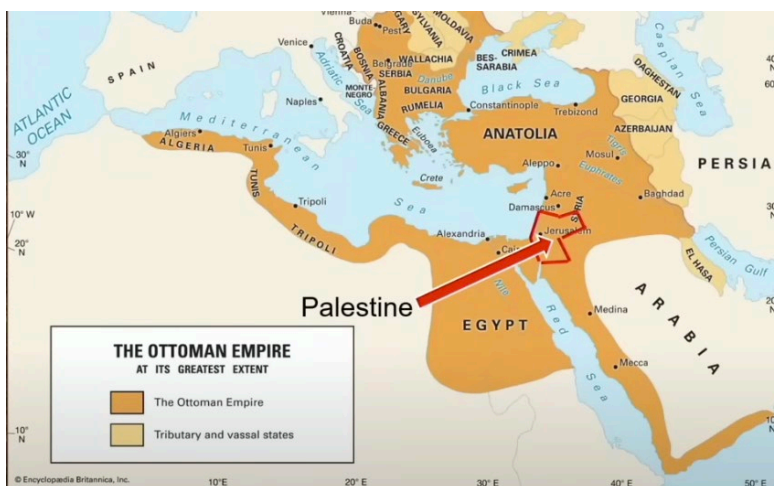 Vienna
Buda
Pest
GARY
SYLVANIA
MOLDAVIA
Venice
CROATIA
BOSNIA
Belgrade
SERBIA
WALLACHIA
BES-
SARABIA
CRIMEA
DAGHESTAN
Caspian Sea
40°
SPAIN
Adriatic Sea
MONTE-
NEGRO
ALBANIA
Danube
BULGARIA
RUMELIA
Black Sea
GEORGIA
60°
ATLANTIC
OCEAN
Naples
Constantinople
Trebizond
AZERBAIJAN
Mediterranean
Sea
GREECE
Euboea
ANATOLIA
Algiers
ALGERIA
Tunis
TUNIS
Crete
Aleppo
Mosul
Tigris
Euphrates
PERSIA
30°
N
Tripoli
TRIPOLI
Acre
Damascus
SYRIA
Baghdad
10° W
20°
N
Alexandria
Jerusalem
Persian Gulf
EL HASA
Palestine
Nile
EGYPT
Red
Sea
Medina
Mecca
ARABIA
20°
N
THE OTTOMAN EMPIRE
AT ITS GREATEST EXTENT
The Ottoman Empire
Tributary and vassal states
10°
N
10°
N
© Encyclopædia Britannica, Inc.
10°E
20°E
30°E
40°E
50°E